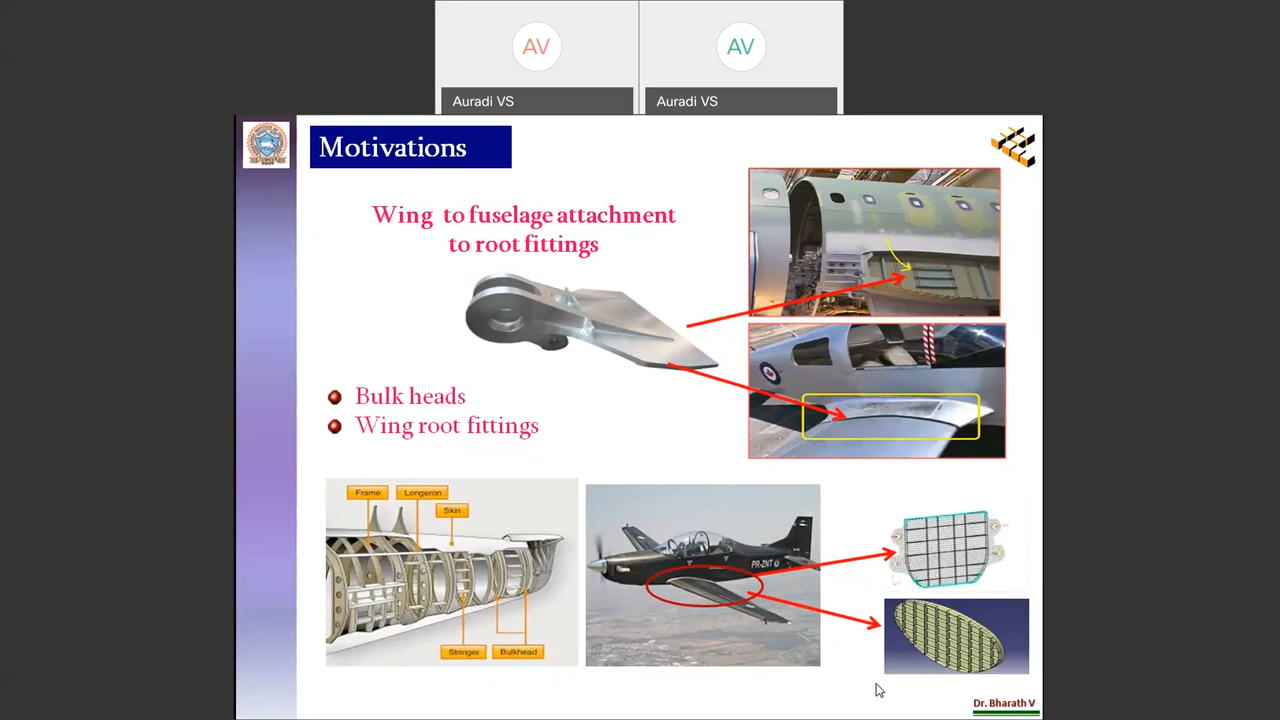 AV
AV
Auradi VS
Auradi VS
Motivations
Wing to fuselage attachment
to root fittings
Bulk heads
Wing root fittings
Frame
Longeron
Skin
Stringer
Bulkhead
PR-ZNT
Dr. Bharath V